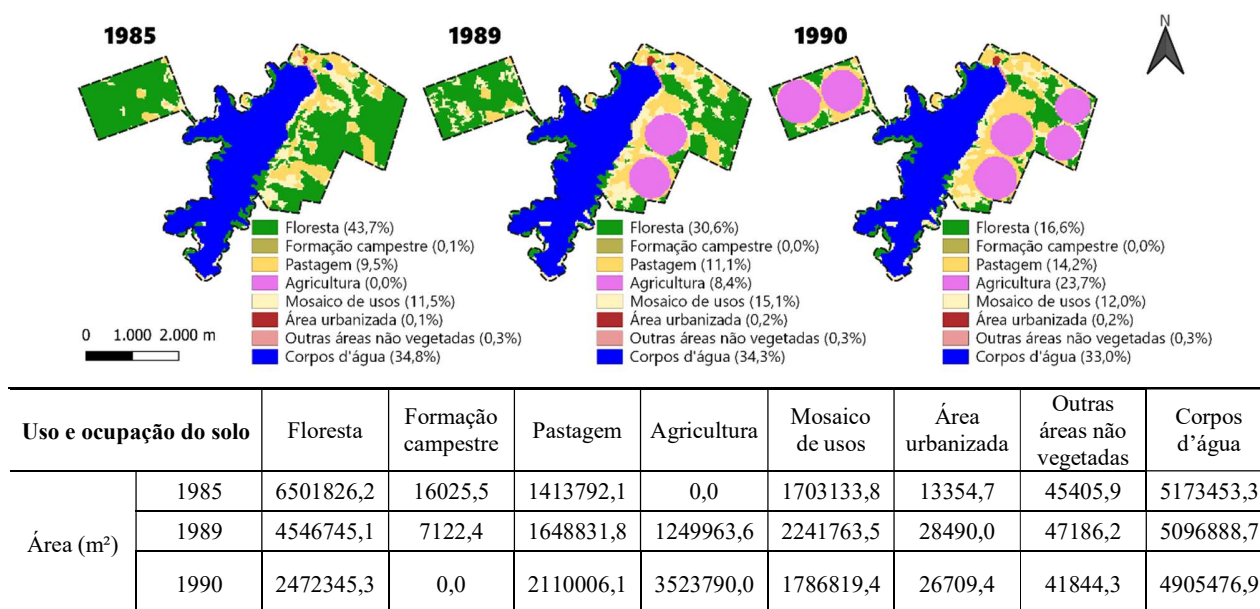 1985
1989
1990
N
Floresta (43,7%)
Formação campestre (0,1%)
Pastagem (9,5%)
Agricultura (0,0%)
Mosaico de usos (11,5%)
Área urbanizada (0,1%)
Outras áreas não vegetadas (0,3%)
Corpos d'água (34,8%)
Floresta (30,6%)
Formação campestre (0,0%)
Pastagem (11,1%)
Agricultura (8,4%)
Mosaico de usos (15,1%)
Área urbanizada (0,2%)
Outras áreas não vegetadas (0,3%)
Corpos d'água (34,3%)
Floresta (16,6%)
Formação campestre (0,0%)
Pastagem (14,2%)
Agricultura (23,7%)
Mosaico de usos (12,0%)
Área urbanizada (0,2%)
Outras áreas não vegetadas (0,3%)
Corpos d'água (33,0%)
0 1.000 2.000 m
Uso e ocupação do solo
Floresta
Formação
campestre
Pastagem
Agricultura
Mosaico
de usos
Área
urbanizada
Outras
áreas não
vegetadas
Corpos
d’água
Área (m²)
1985 6501826,2 16025,5 1413792,1 0,0 1703133,8 13354,7 45405,9 5173453,3
1989 4546745,1 7122,4 1648831,8 1249963,6 2241763,5 28490,0 47186,2 5096888,7
1990 2472345,3 0,0 2110006,1 3523790,0 1786819,4 26709,4 41844,3 4905476,9